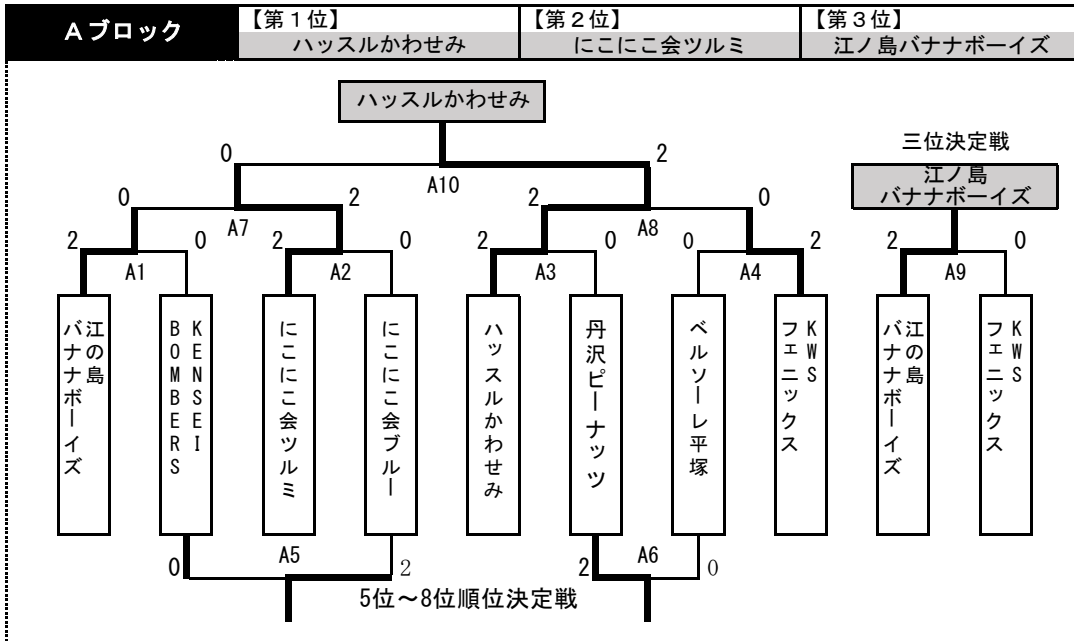 Aブロック
【第1位】
ハッスルかわせみ
【第2位】
にこにこ会ツルミ
【第3位】
江ノ島バナナボーイズ
ハッスルかわせみ
三位決定戦
江ノ島
バナナボーイズ
0
2
A10
0
2
2
0
A7
A8
2
0
2
0
2
0
0
2
2
0
A1
A2
A3
A4
A9
江の島
バナナボーイズ
KENSEI
BOMBERS
にこにこ会ツルミ
にこにこ会ブルー
ハッスルかわせみ
丹沢ピーナッツ
ベルソーレ平塚
KWS
フェニックス
江の島
バナナボーイズ
KWS
フェニックス
0
A5
2
2
A6
0
5位～8位順位決定戦